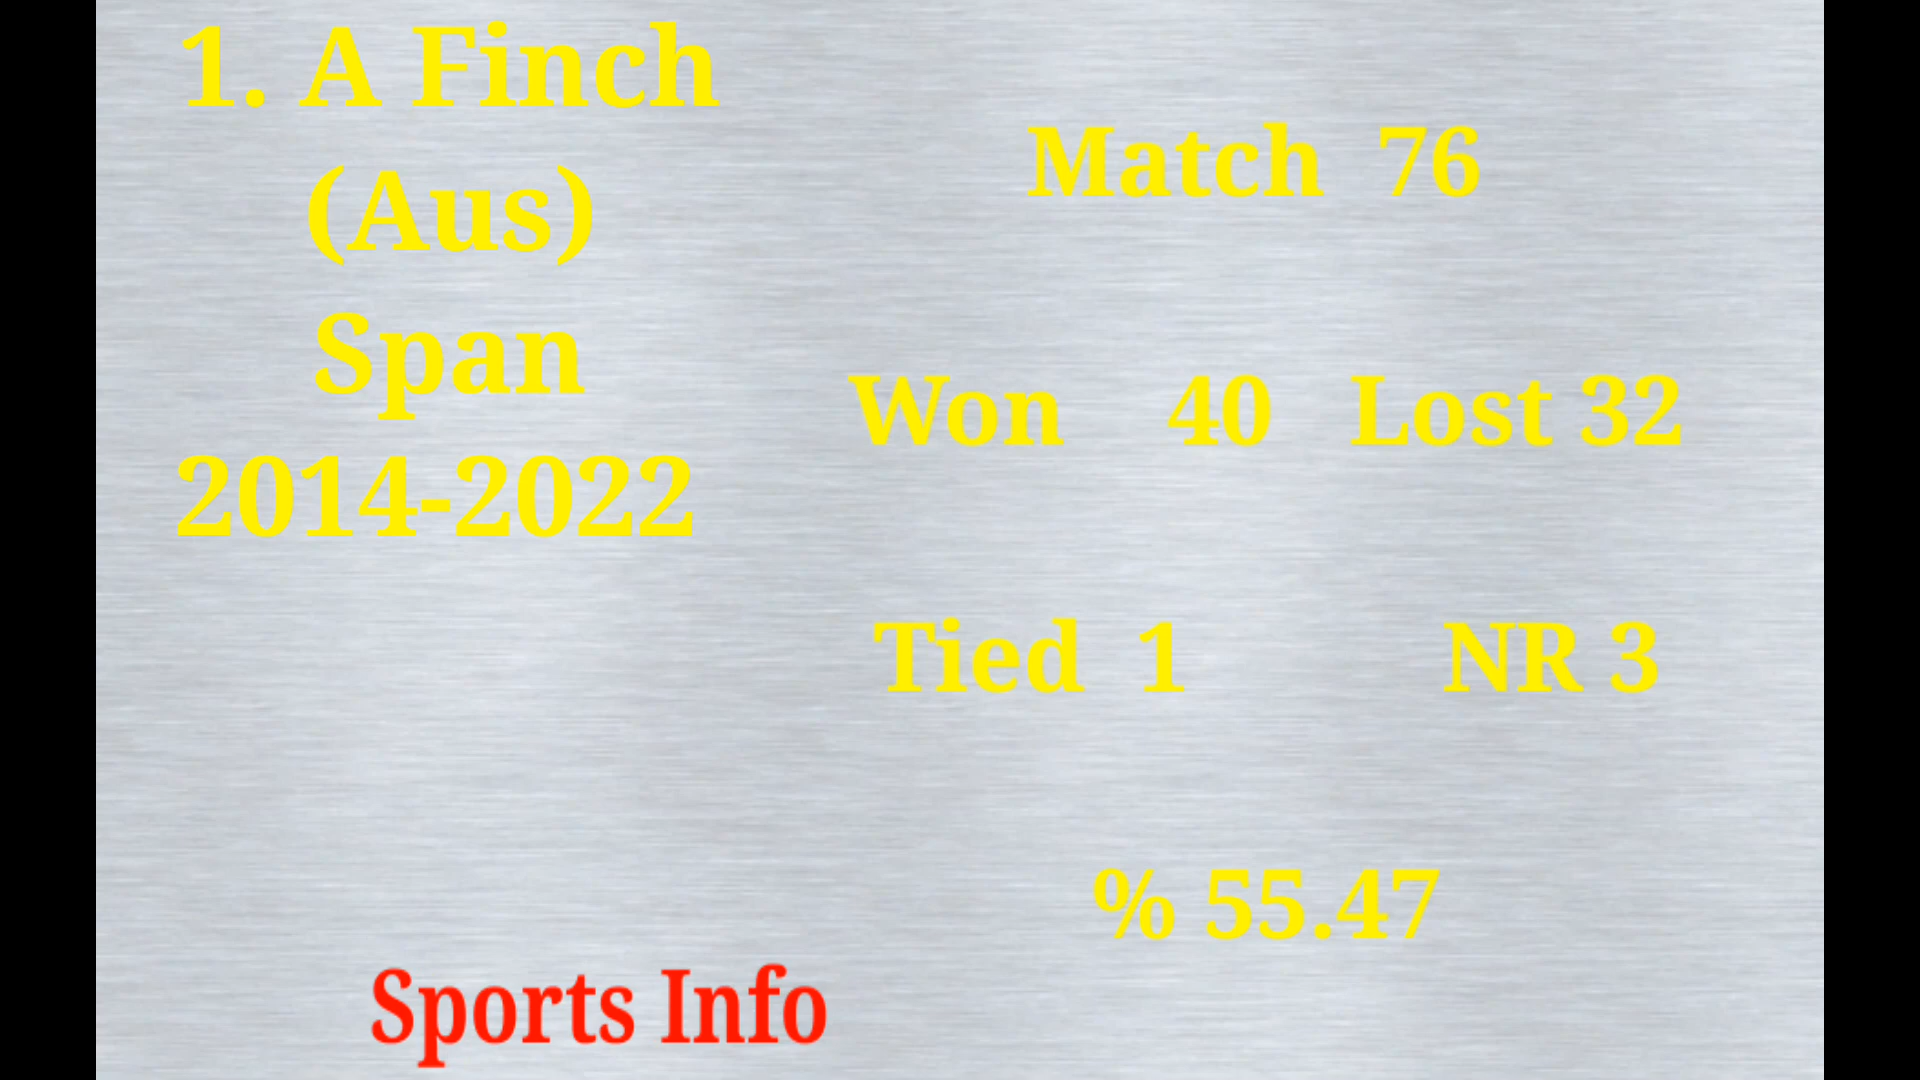 1. A Finch
(Aus)
Span
2014-2022
Match 76
Won 40 Lost 32
Tied 1 NR 3
% 55.47
Sports Info